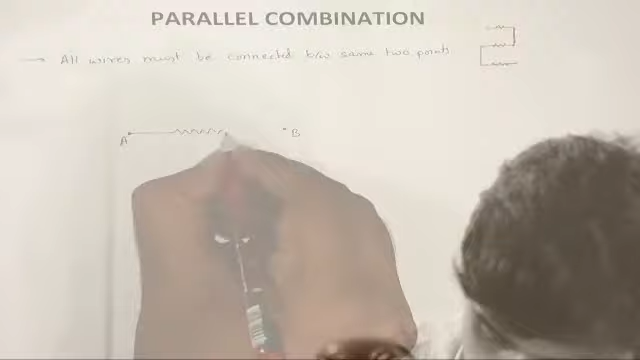 PARALLEL COMBINATION
→ All wires must be connected b/w same two points
A B